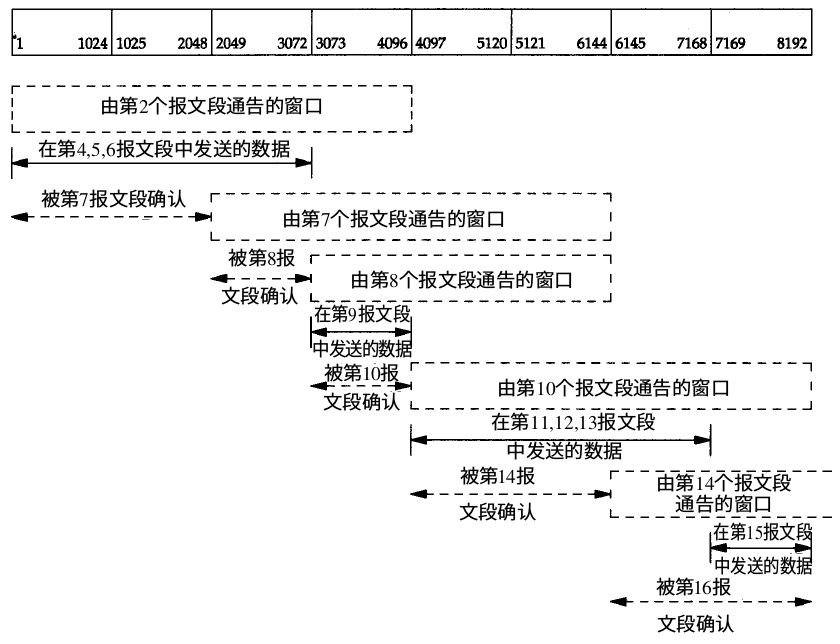 1 1024 1025 2048 2049 3072 3073 4096 4097 5120 5121 6144 6145 7168 7169 8192
由第2个报文段通告的窗口
在第4,5,6报文段中发送的数据
被第7报文段确认
由第7个报文段通告的窗口
被第8报
文段确认
由第8个报文段通告的窗口
在第9报文段
中发送的数据
被第10报
文段确认
由第10个报文段通告的窗口
在第11,12,13报文段
中发送的数据
被第14报
文段确认
由第14个报文段
通告的窗口
在第15报文段
中发送的数据
被第16报
文段确认